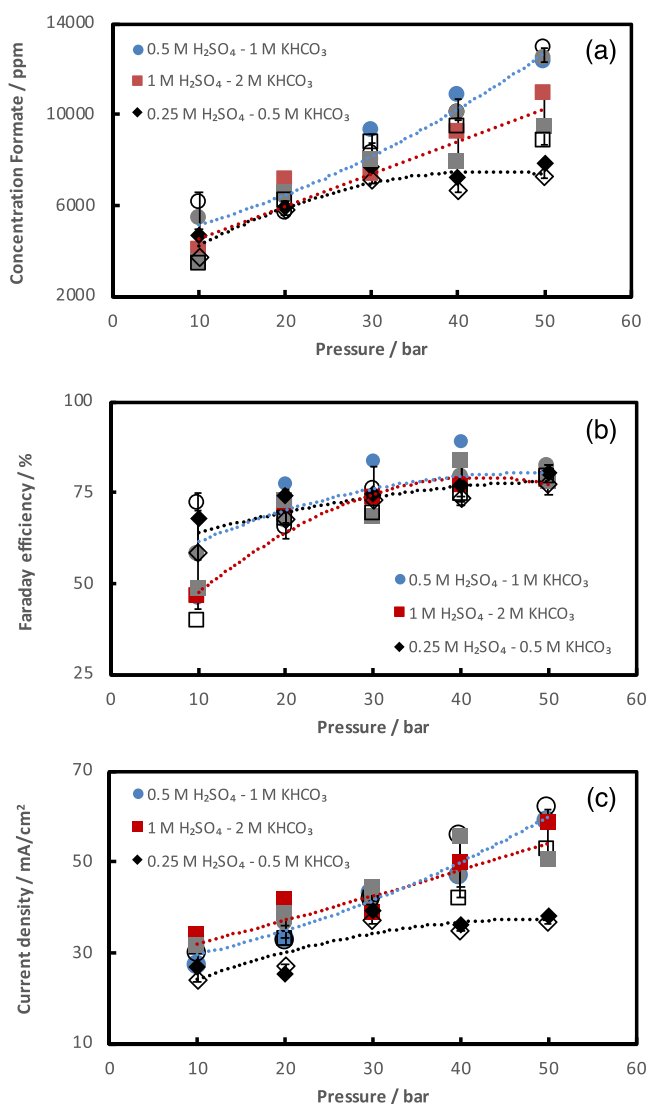 14000
10000
6000
2000
Concentration Formate / ppm
(a)
0.5 M H₂SO₄ - 1 M KHCO₃
1 M H₂SO₄ - 2 M KHCO₃
0.25 M H₂SO₄ - 0.5 M KHCO₃
0 10 20 30 40 50 60
Pressure / bar
100
75
50
25
Faraday efficiency / %
(b)
0.5 M H₂SO₄ - 1 M KHCO₃
1 M H₂SO₄ - 2 M KHCO₃
0.25 M H₂SO₄ - 0.5 M KHCO₃
0 10 20 30 40 50 60
Pressure / bar
70
50
30
10
Current density / mA/cm²
(c)
0.5 M H₂SO₄ - 1 M KHCO₃
1 M H₂SO₄ - 2 M KHCO₃
0.25 M H₂SO₄ - 0.5 M KHCO₃
0 10 20 30 40 50 60
Pressure / bar